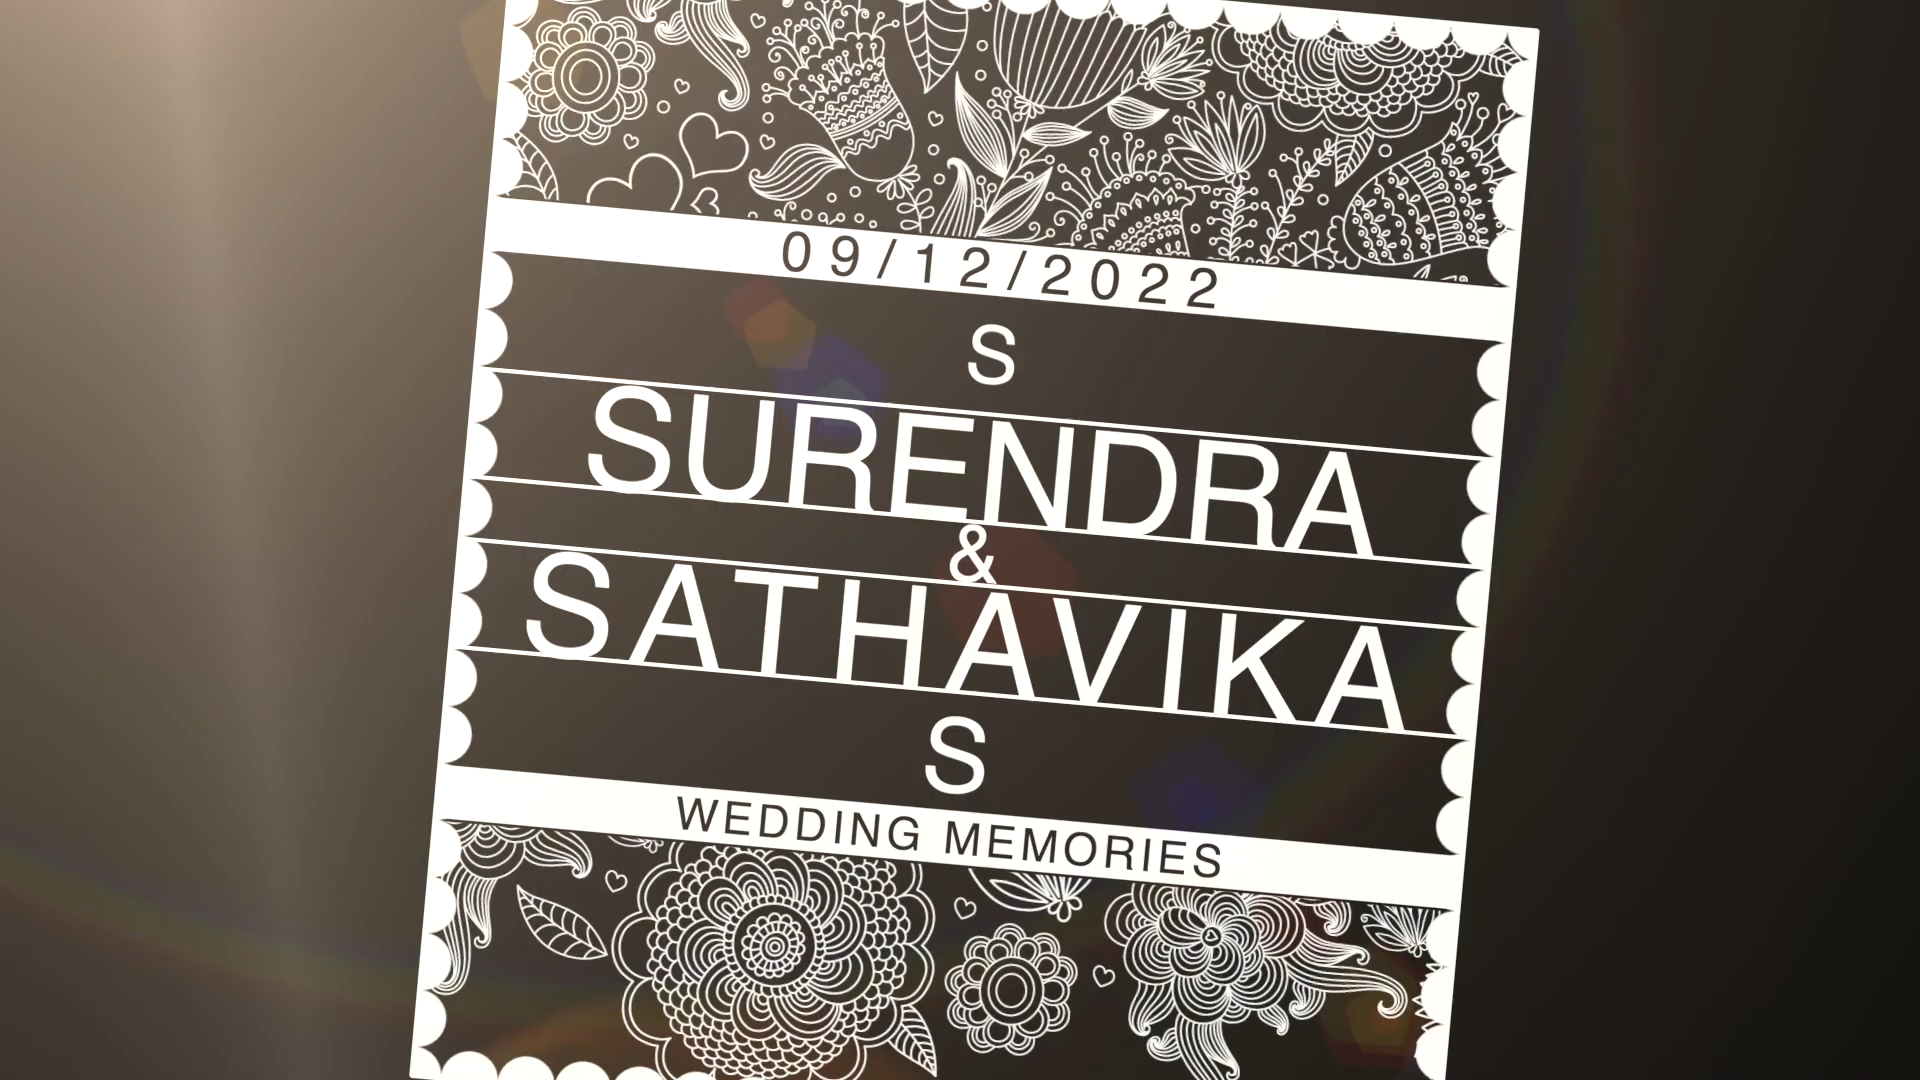 09/12/2022
S
SURENDRA
&
SATHAVIKA
S
WEDDING MEMORIES